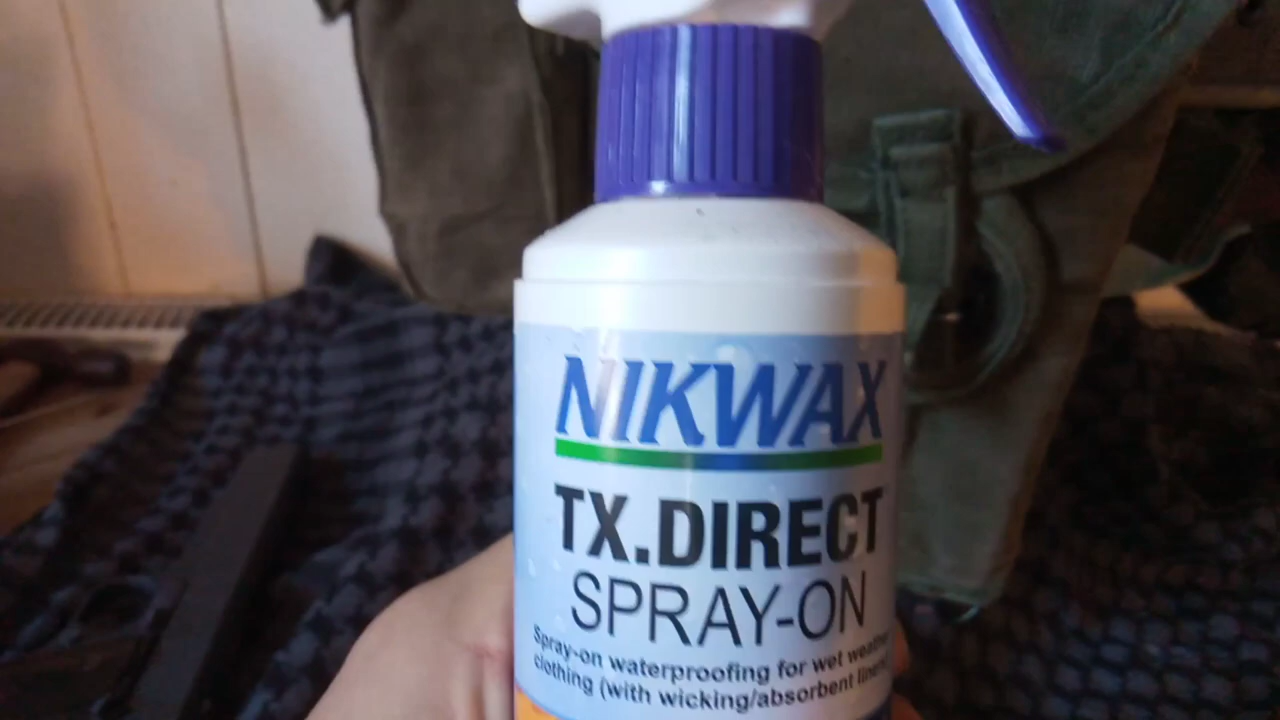 NIKWAX
TX.DIRECT
SPRAY-ON
Spray-on waterproofing for wet
clothing (with wicking/absorbent